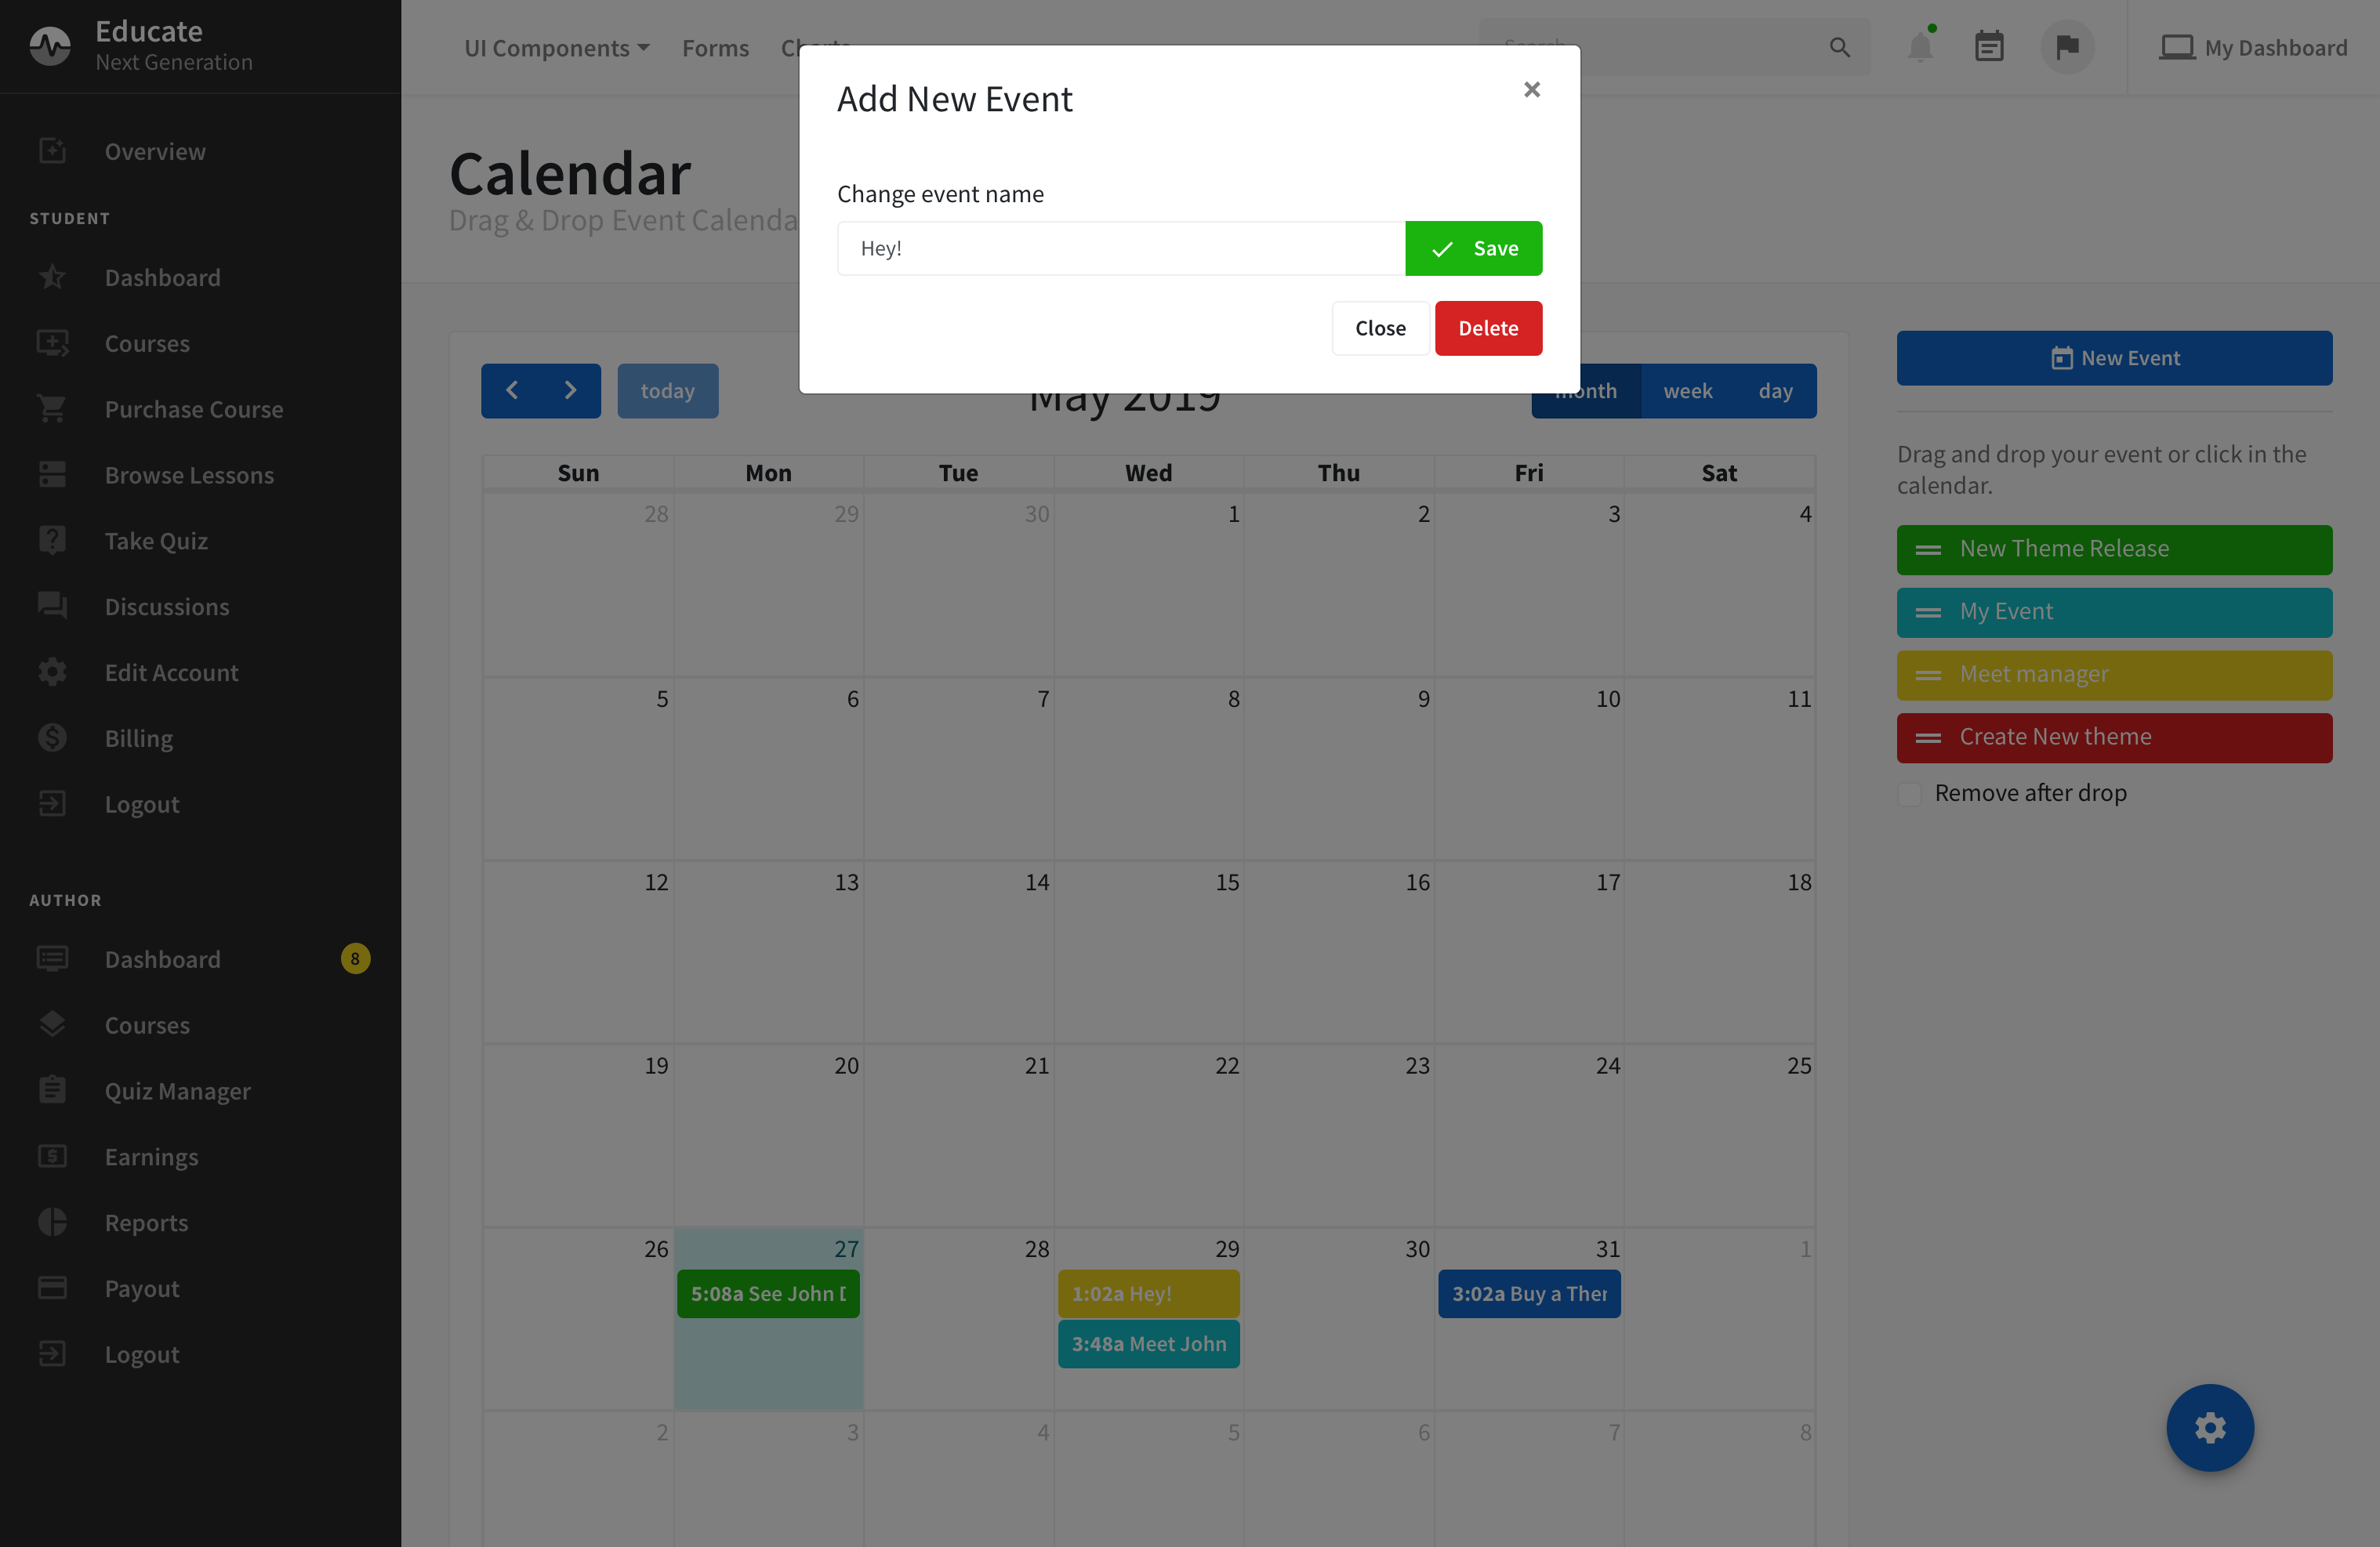 Educate
Next Generation
Overview
STUDENT
Dashboard
Courses
Purchase Course
Browse Lessons
Take Quiz
Discussions
Edit Account
Billing
Logout
AUTHOR
Dashboard 8
Courses
Quiz Manager
Earnings
Reports
Payout
Logout
UI Components Forms Charts
Search
My Dashboard
Calendar
Drag & Drop Event Calenda
Add New Event
×
Change event name
Hey!
Save
Close Delete
today
May 2019
month week day
Sun Mon Tue Wed Thu Fri Sat
28 29 30 1 2 3 4
5 6 7 8 9 10 11
12 13 14 15 16 17 18
19 20 21 22 23 24 25
26 27 28 29 30 31 1
5:08a See John 1:02a Hey! 3:02a Buy a
3:48a Meet John
2 3 4 5 6 7 8
New Event
Drag and drop your event or click in the
calendar.
New Theme Release
My Event
Meet manager
Create New theme
Remove after drop